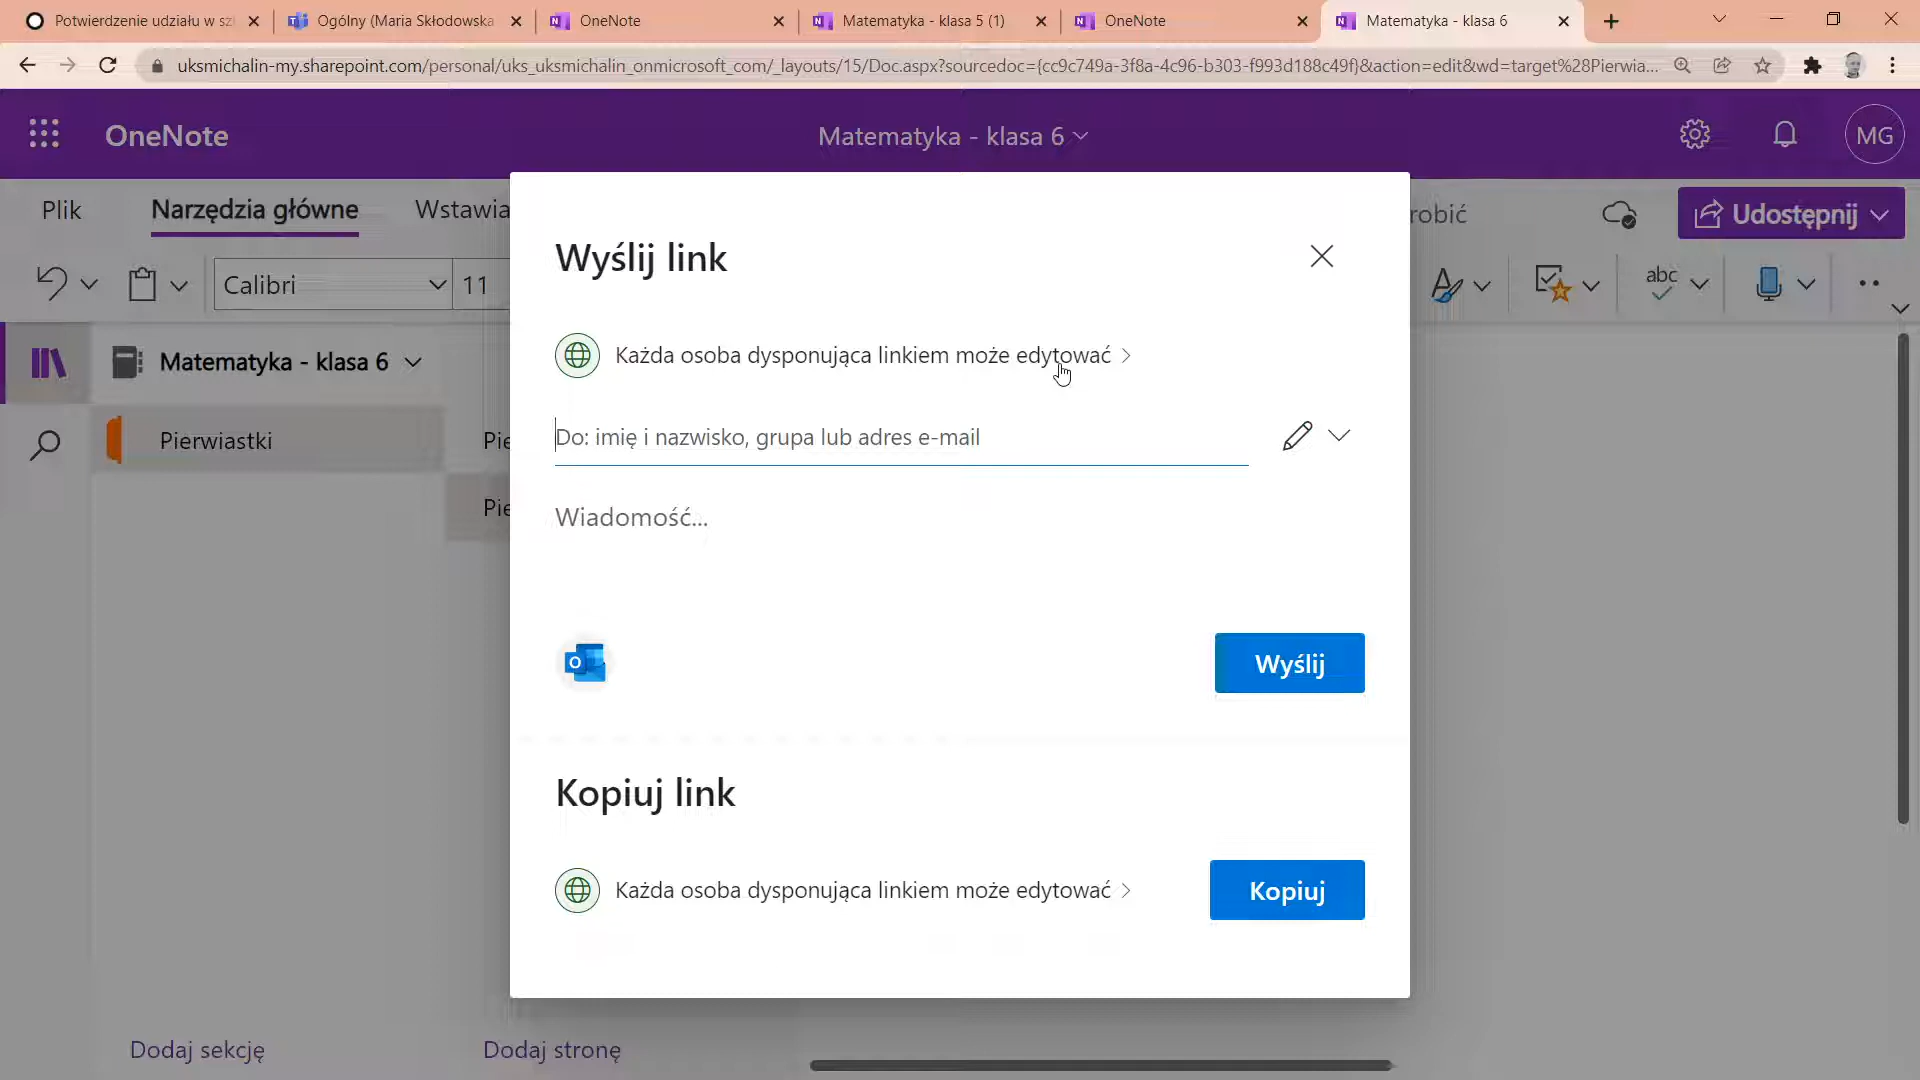 Potwierdzenie udziału w sz
Ogólny (Maria Skłodowska
OneNote
Matematyka - klasa 5 (1)
OneNote
Matematyka - klasa 6
uksmichalin-my.sharepoint.com/personal/uks_uksmichalin_onmicrosoft_com/_layouts/15/Doc.aspx?sourcedoc={cc9c749a-3f8a-4c96-b303-f993d188c49f}&action=edit&wd=target%28Pierwia...
OneNote
Matematyka - klasa 6
MG
Plik
Narzędzia główne
Wstawia
robić
Udostępnij
Calibri
11
abc
Matematyka - klasa 6
Pierwiastki
Pie
Pie
Dodaj sekcję
Dodaj stronę
Wyślij link
Każda osoba dysponująca linkiem może edytować
Do: imię i nazwisko, grupa lub adres e-mail
Wiadomość...
Wyślij
Kopiuj link
Każda osoba dysponująca linkiem może edytować
Kopiuj